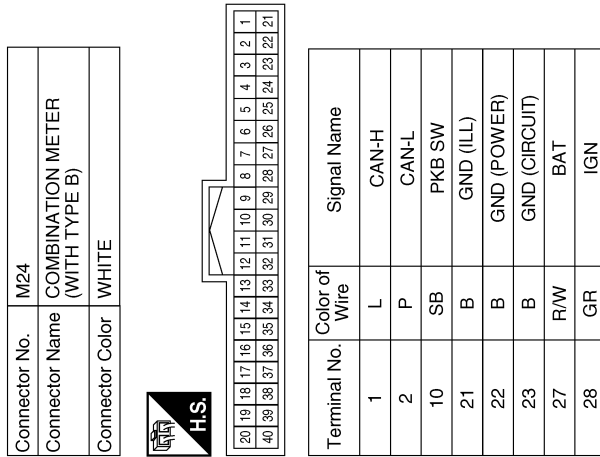 Connector No. M24
Connector Name COMBINATION METER
(WITH TYPE B)
Connector Color WHITE
H.S.
20 19 18 17 16 15 14 13 12 11 10 9 8 7 6 5 4 3 2 1
40 39 38 37 36 35 34 33 32 31 30 29 28 27 26 25 24 23 22 21
Terminal No. Color of Wire Signal Name
1 L CAN-H
2 P CAN-L
10 SB PKB SW
21 B GND (ILL)
22 B GND (POWER)
23 B GND (CIRCUIT)
27 R/W BAT
28 GR IGN